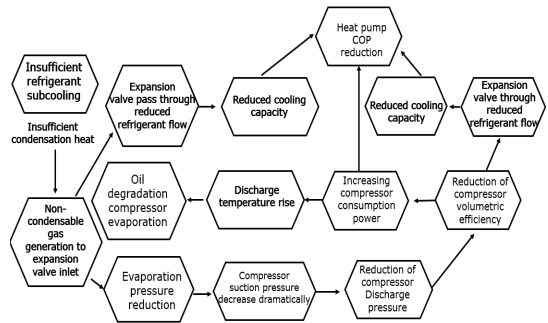 Heat pump
COP
reduction
Insufficient
refrigerant
subcooling
Insufficient
condensation heat
Expansion
valve pass through
reduced
refrigerant flow
Reduced cooling
capacity
Reduced cooling
capacity
Expansion
valve through
reduced
refrigerant flow
Non-
condensable
gas
generation to
expansion
valve inlet
Oil
degradation
compressor
evaporation
Discharge
temperature rise
Increasing
compressor
consumption
power
Reduction of
compressor
volumetric
efficiency
Evaporation
pressure
reduction
Compressor
suction pressure
decrease dramatically
Reduction of
compressor
Discharge
pressure